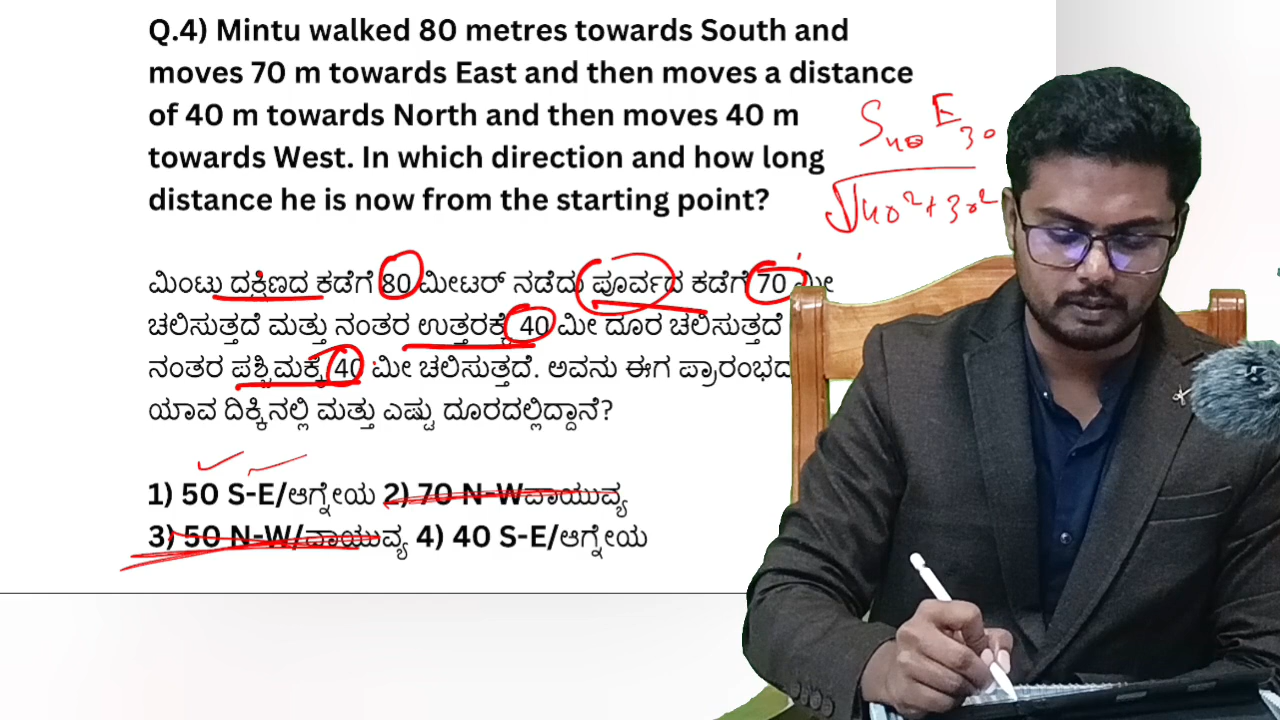 Q.4) Mintu walked 80 metres towards South and
moves 70 m towards East and then moves a distance
of 40 m towards North and then moves 40 m
towards West. In which direction and how long
distance he is now from the starting point?
S40 E30
√40²+30²
ಮಿಂಟು ದಕ್ಷಿಣದ ಕಡೆಗೆ 80 ಮೀಟರ್ ನಡೆದು ಪೂರ್ವದ ಕಡೆಗೆ 70 ಮೀ
ಚಲಿಸುತ್ತದೆ ಮತ್ತು ನಂತರ ಉತ್ತರಕ್ಕೆ 40 ಮೀ ದೂರ ಚಲಿಸುತ್ತದೆ
ನಂತರ ಪಶ್ಚಿಮಕ್ಕೆ 40 ಮೀ ಚಲಿಸುತ್ತದೆ. ಅವನು ಈಗ
ಯಾವ ದಿಕ್ಕಿನಲ್ಲಿ ಮತ್ತು ಎಷ್ಟು ದೂರದಲ್ಲಿದ್ದಾನೆ?
1) 50 S-E/ಆಗ್ನೇಯ 2) 70 N-Wವಾಯುವ್ಯ
3) 50 N-W/ವಾಯುವ್ಯ 4) 40 S-E/ಆಗ್ನೇಯ